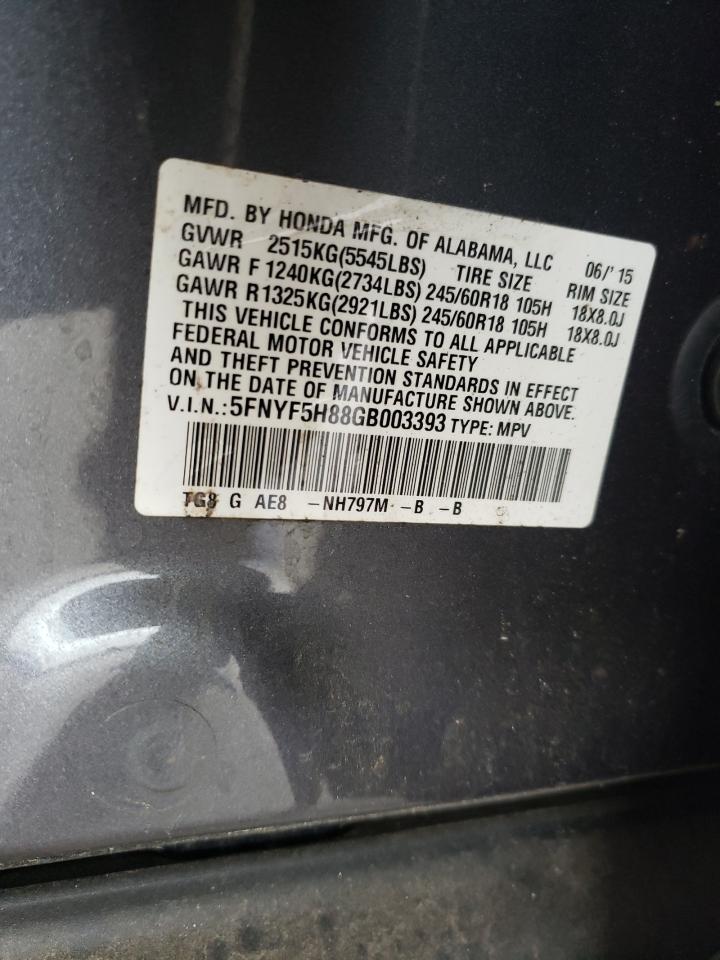 MFD. BY HONDA MFG. OF ALABAMA, LLC 06/'15
GVWR 2515KG(5545LBS) TIRE SIZE RIM SIZE
GAWR F 1240KG(2734LBS) 245/60R18 105H 18X8.0J
GAWR R 1325KG(2921LBS) 245/60R18 105H 18X8.0J
THIS VEHICLE CONFORMS TO ALL APPLICABLE
FEDERAL MOTOR VEHICLE SAFETY
AND THEFT PREVENTION STANDARDS IN EFFECT
ON THE DATE OF MANUFACTURE SHOWN ABOVE.
V.I.N.:5FNYF5H88GB003393 TYPE: MPV
TG8 G AE8 -NH797M -B -B